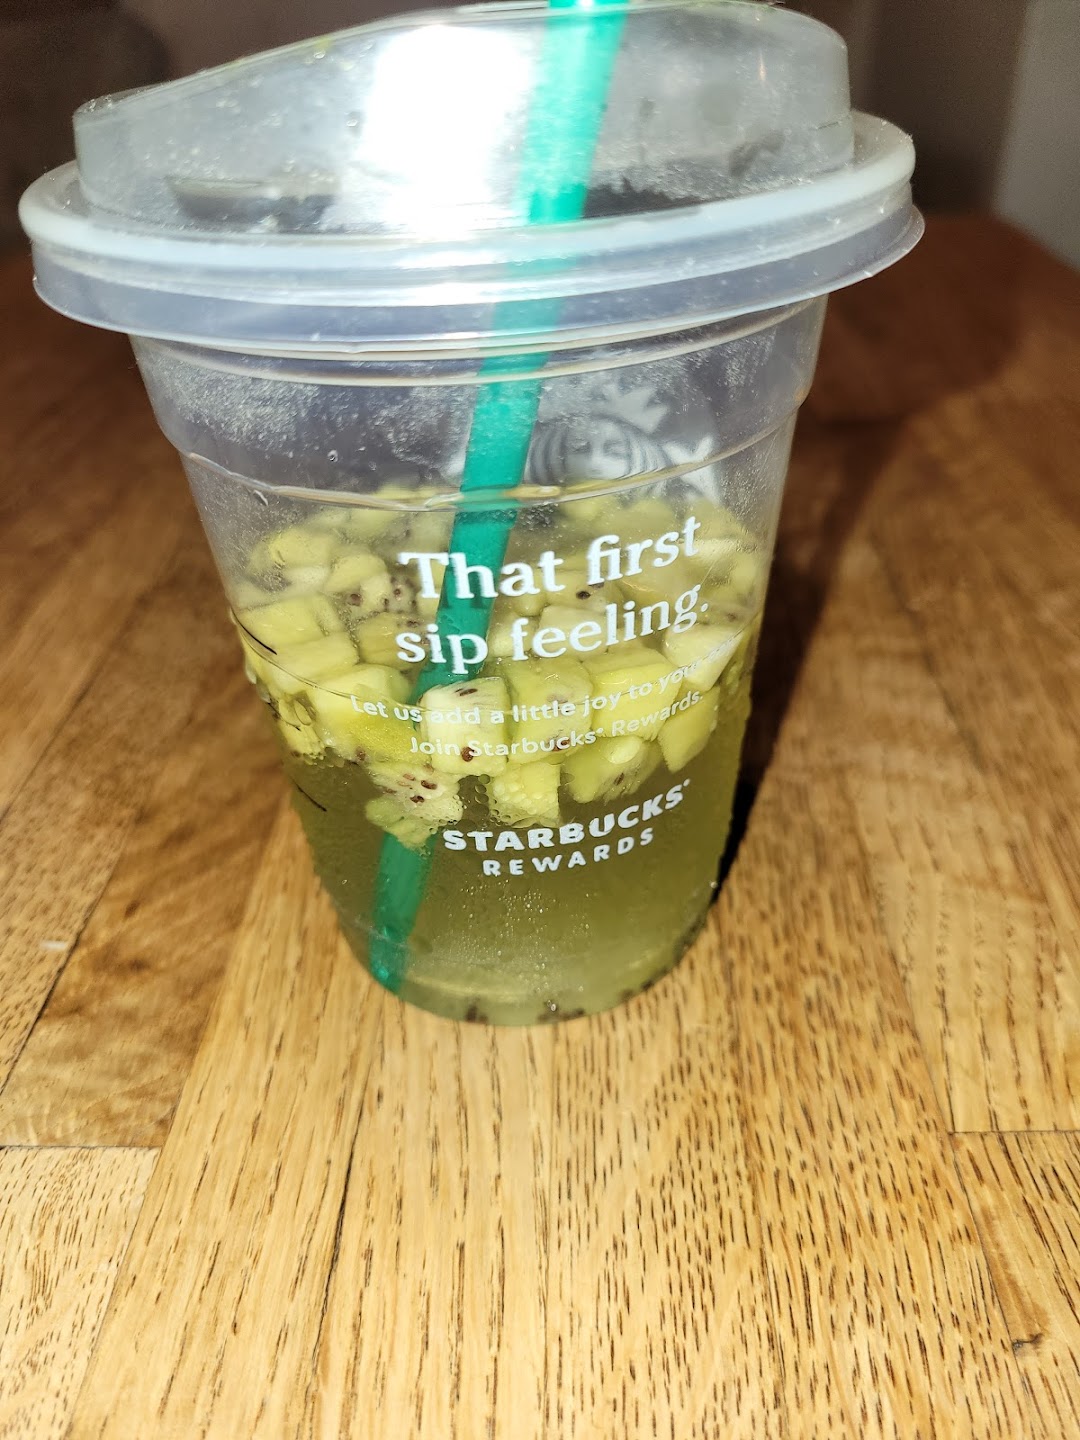 That first
sip feeling.
Let us add a little joy to your
Join Starbucks® Rewards.
STARBUCKS®
REWARDS